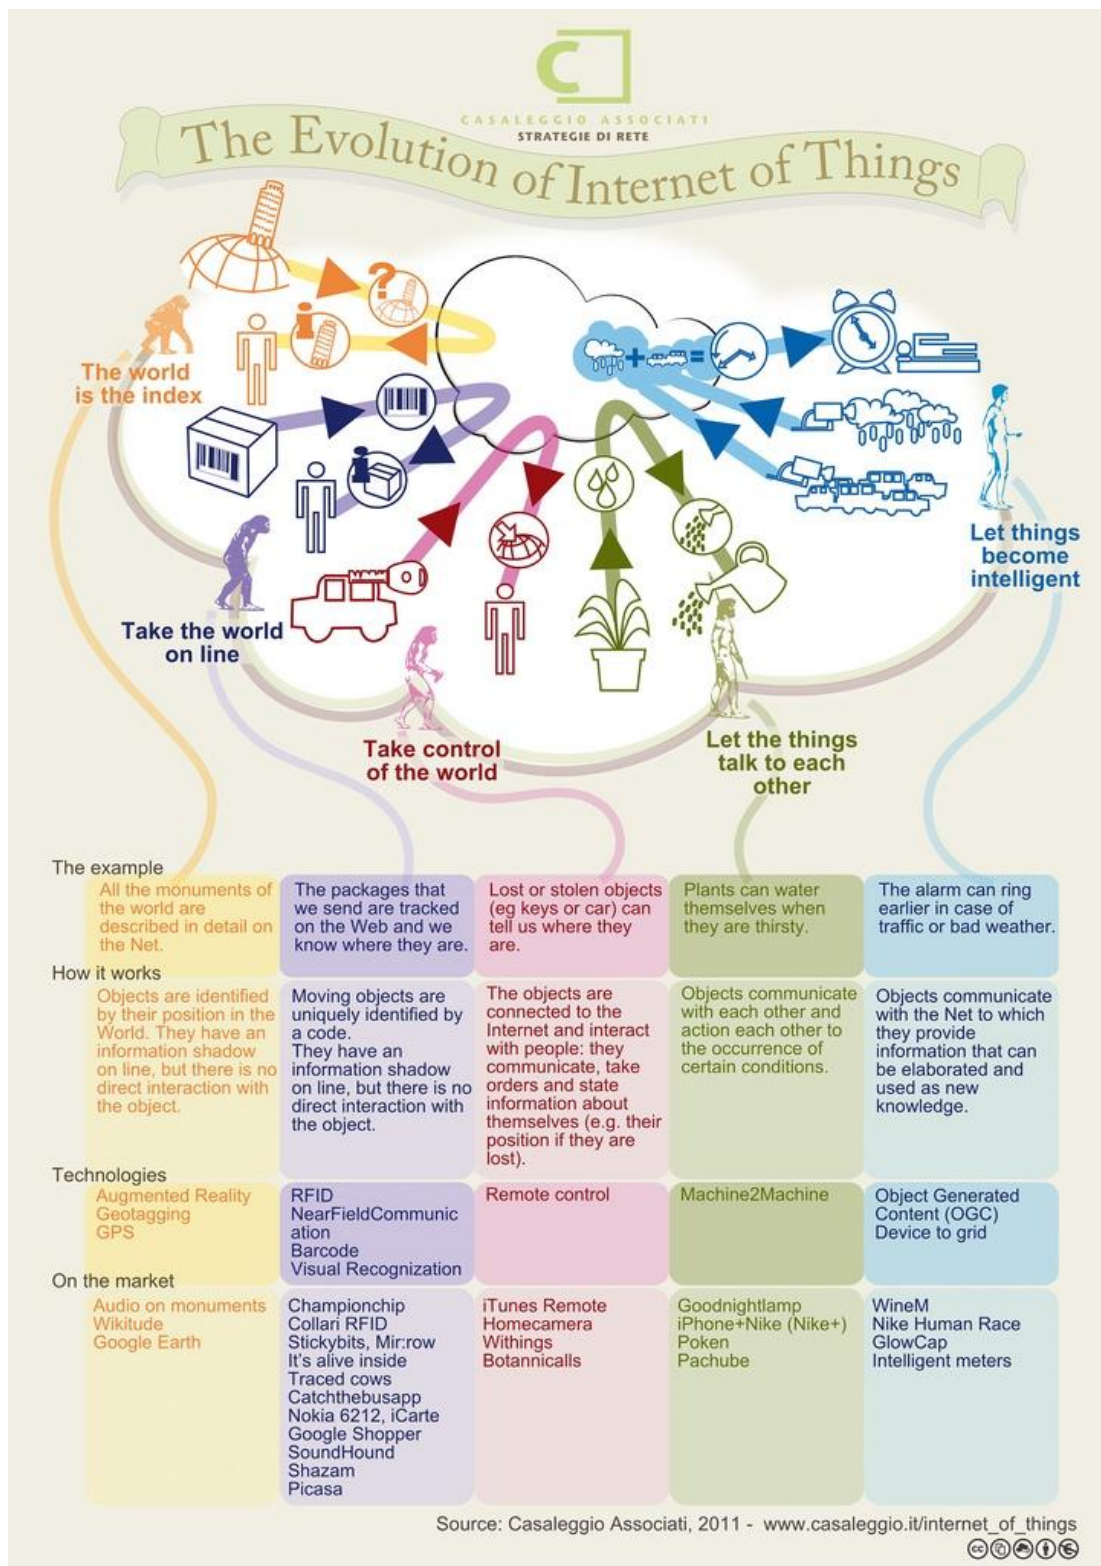 CASALEGGIO ASSOCIATI
STRATEGIE DI RETE
The Evolution of Internet of Things
The world
is the index
Take the world
on line
Take control
of the world
Let the things
talk to each
other
Let things
become
intelligent
The example
All the monuments of
the world are
described in detail on
the Net.
The packages that
we send are tracked
on the Web and we
know where they are.
Lost or stolen objects
(eg keys or car) can
tell us where they
are.
Plants can water
themselves when
they are thirsty.
The alarm can ring
earlier in case of
traffic or bad weather.
How it works
Objects are identified
by their position in the
World. They have an
information shadow
on line, but there is no
direct interaction with
the object.
Moving objects are
uniquely identified by
a code.
They have an
information shadow
on line, but there is no
direct interaction with
the object.
The objects are
connected to the
Internet and interact
with people: they
communicate, take
orders and state
information about
themselves (e.g. their
position if they are
lost).
Objects communicate
with each other and
action each other to
the occurrence of
certain conditions.
Objects communicate
with the Net to which
they provide
information that can
be elaborated and
used as new
knowledge.
Technologies
Augmented Reality
Geotagging
GPS
RFID
NearFieldCommunic
ation
Barcode
Visual Recognization
Remote control
Machine2Machine
Object Generated
Content (OGC)
Device to grid
On the market
Audio on monuments
Wikitude
Google Earth
Championchip
Collari RFID
Stickybits, Mir:row
It's alive inside
Traced cows
Catchthebusapp
Nokia 6212, iCarte
Google Shopper
SoundHound
Shazam
Picasa
iTunes Remote
Homecamera
Withings
Botannicalls
Goodnightlamp
iPhone+Nike (Nike+)
Poken
Pachube
WineM
Nike Human Race
GlowCap
Intelligent meters
Source: Casaleggio Associati, 2011 - www.casaleggio.it/internet_of_things